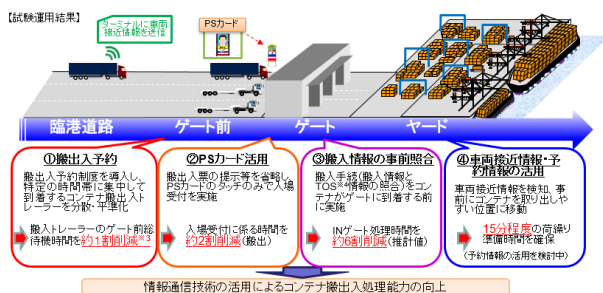 【試験運用結果】
ターミナルに車両
接近情報を送信
PSカード
臨港道路
ゲート前
ゲート
ヤード
①搬出入予約
搬出入予約制度を導入し、
特定の時間帯に集中して
到着するコンテナ搬出入ト
レーラーを分散・平準化
搬入トレーラーのゲート前総
待機時間を約1割削減※3
②PSカード活用
搬出入票の提示等を省略し
PSカードのタッチのみで入場
受付を実施
入場受付に係る時間を
約2割削減(搬出)
③搬入情報の事前照合
搬入手続(搬入情報と
TOS※4情報の照合)をコン
テナがゲートに到着する前
に実施
INゲート処理時間を
約6割削減(推計値)
④車両接近情報・予
約情報の活用
車両接近情報を検知、事前
にコンテナを取り出しや
すい位置に移動
15分程度の荷繰り
準備時間を確保
(予約情報の活用を検討中)
情報通信技術の活用によるコンテナ搬出入処理能力の向上